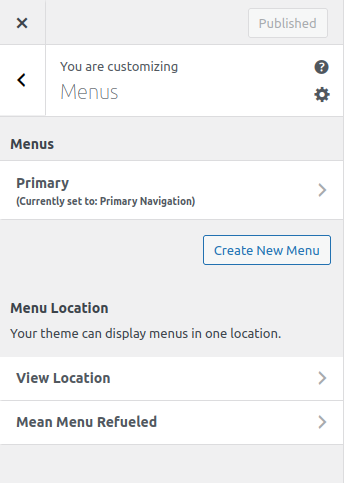 Published
You are customizing
Menus
Menus
Primary
(Currently set to: Primary Navigation)
Create New Menu
Menu Location
Your theme can display menus in one location.
View Location
Mean Menu Refueled